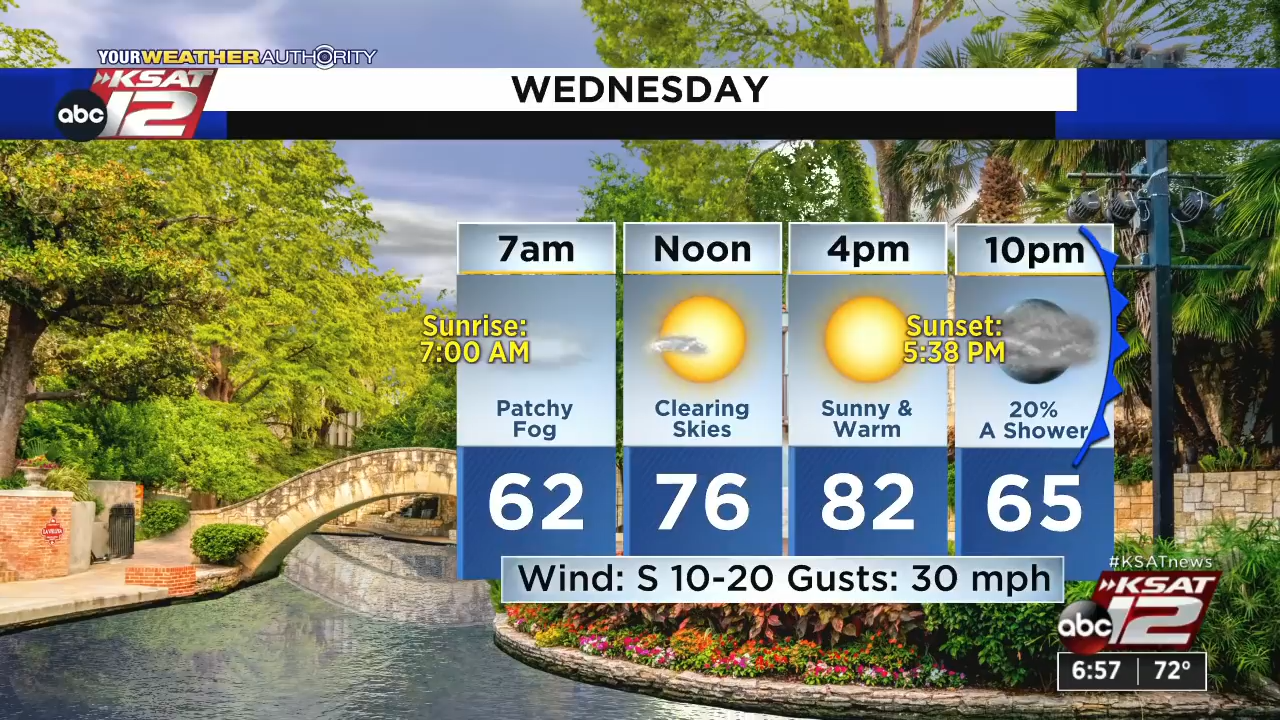 YOURWEATHERAUTHORITY
KSAT
abc 12
WEDNESDAY
7am
Noon
4pm
10pm
Sunrise:
7:00 AM
Sunset:
5:38 PM
Patchy
Fog
Clearing
Skies
Sunny &
Warm
20%
A Shower
62
76
82
65
Wind: S 10-20 Gusts: 30 mph
#KSATnews
KSAT
abc 12
6:57 72°
LA VILLITA